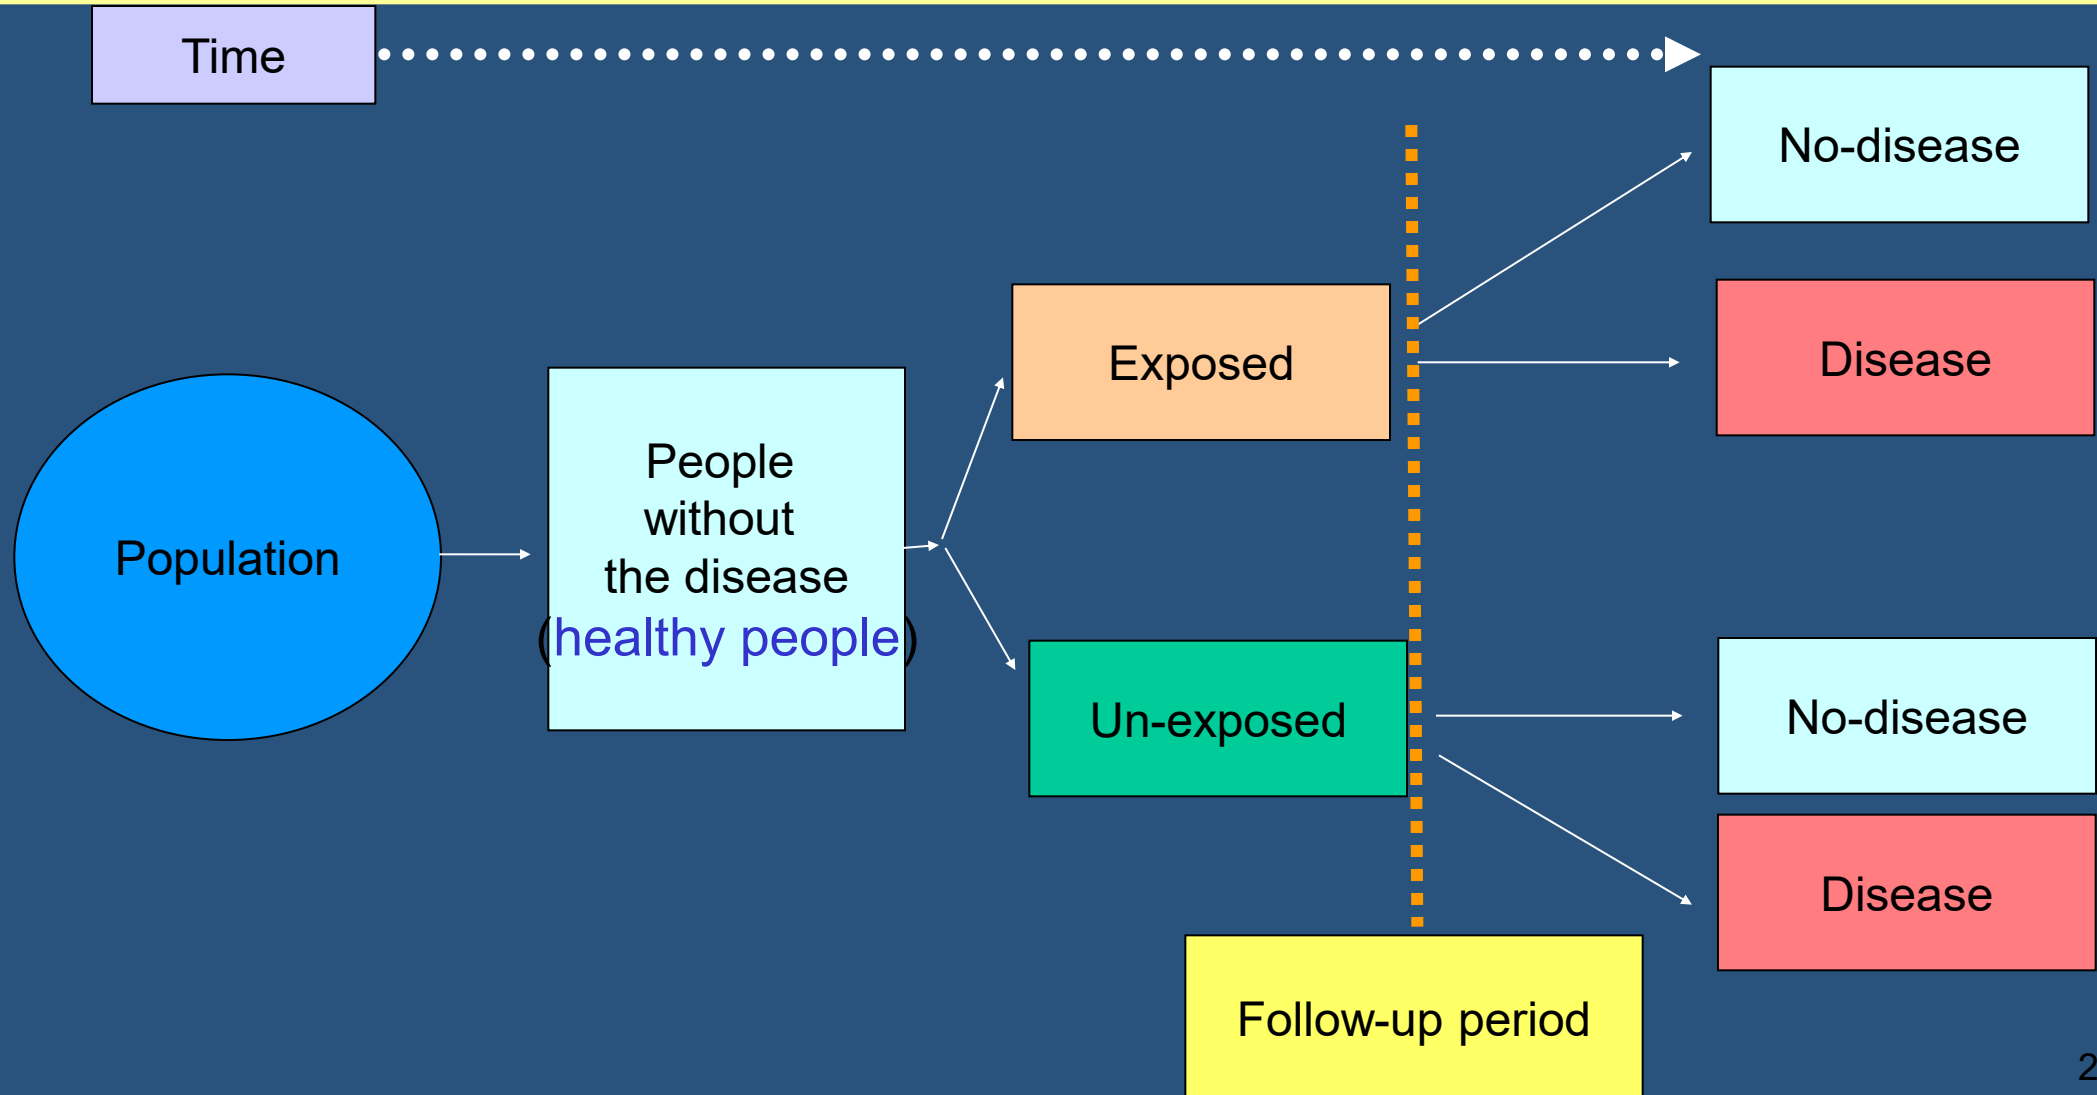 Time
No-disease
Exposed
Disease
People
without
the disease
(healthy people)
Population
Un-exposed
No-disease
Disease
Follow-up period
2